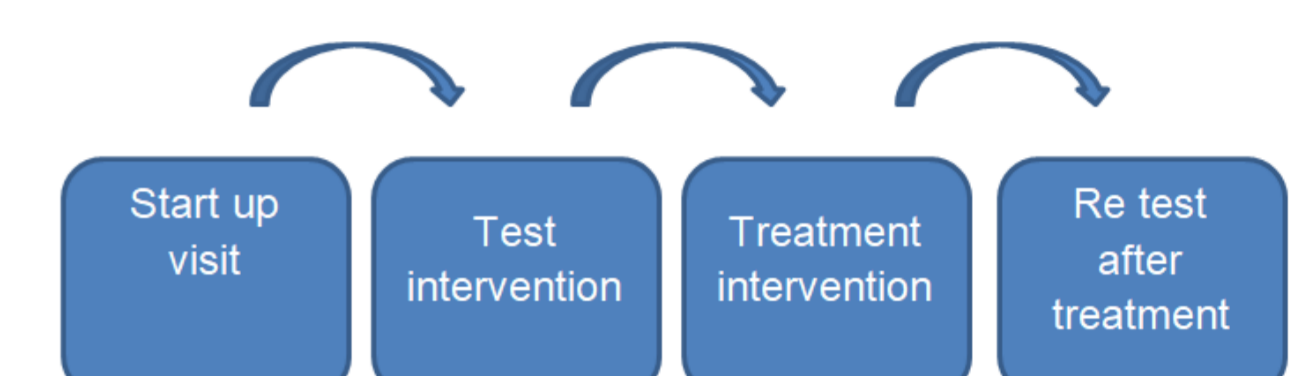 Start up
visit
Test
intervention
Treatment
intervention
Re test
after
treatment